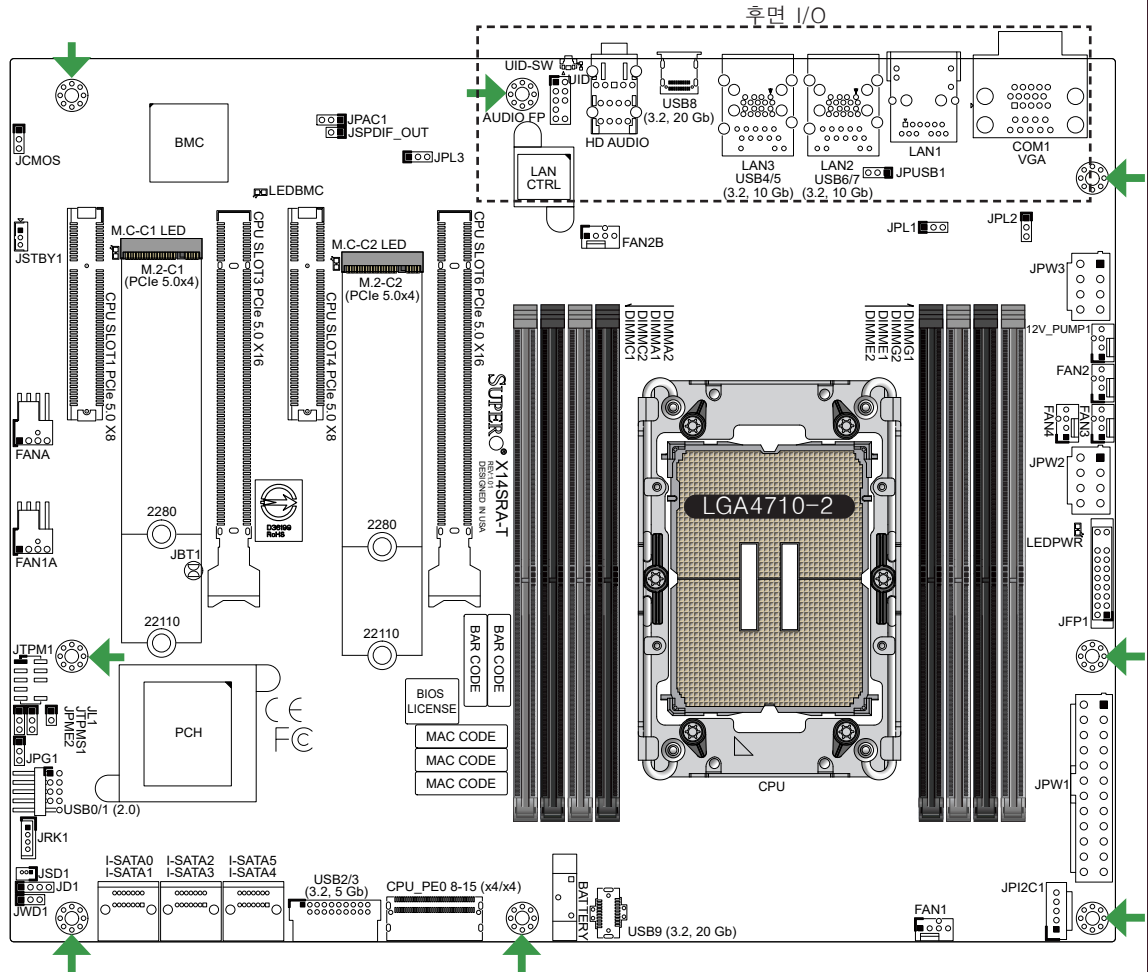 후면 I/O
UID-SW
UID
AUDIO FP
HD AUDIO
USB8
(3.2, 20 Gb)
LAN3
USB4/5
(3.2, 10 Gb)
LAN2
USB6/7
(3.2, 10 Gb)
LAN1
COM1
VGA
JPUSB1
LAN
CTRL
BMC
JCMOS
JPAC1
JSPDIF_OUT
JPL3
LEDBMC
JSTBY1
M.C-C1 LED
M.2-C1
(PCIe 5.0x4)
M.C-C2 LED
M.2-C2
(PCIe 5.0x4)
CPU SLOT1 PCIe 5.0 X8
CPU SLOT3 PCIe 5.0 X16
CPU SLOT4 PCIe 5.0 X8
CPU SLOT6 PCIe 5.0 X16
FAN2B
JPL1
JPL2
JPW3
12V_PUMP1
FAN2
FAN3
FAN4
JPW2
DIMMC1
DIMMC2
DIMMA1
DIMMA2
DIMME2
DIMME1
DIMMG2
DIMMG1
SUPERO
X14SRA-T
REV:1.01
DESIGNED IN USA
FANA
FAN1A
D36199
RoHS
2280
2280
JBT1
22110
22110
LGA4710-2
CPU
LEDPWR
JFP1
JTPM1
JL1
JTPMS1
JPME2
JPG1
USB0/1 (2.0)
JRK1
PCH
CE
FC
BAR CODE
BAR CODE
BIOS
LICENSE
MAC CODE
MAC CODE
MAC CODE
JPW1
JSD1
JD1
JWD1
I-SATA0
I-SATA1
I-SATA2
I-SATA3
I-SATA5
I-SATA4
USB2/3
(3.2, 5 Gb)
CPU_PE0 8-15 (x4/x4)
BATTERY
USB9 (3.2, 20 Gb)
FAN1
JPI2C1